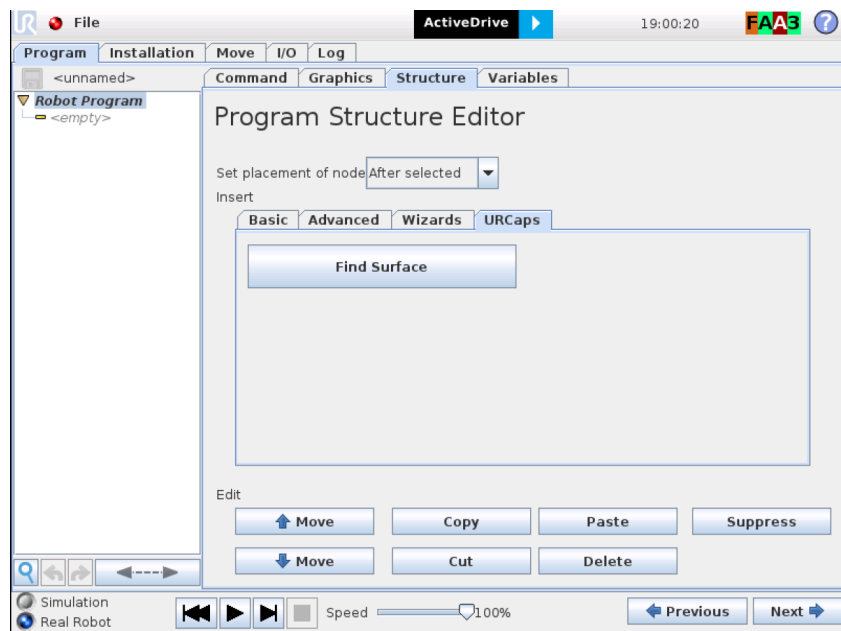 UR File ActiveDrive 19:00:20 FAA3 ?
Program Installation Move I/O Log
<unnamed> Command Graphics Structure Variables
Robot Program
<empty>
Program Structure Editor
Set placement of node After selected
Insert
Basic Advanced Wizards URCaps
Find Surface
Edit
Move Copy Paste Suppress
Move Cut Delete
Simulation
Real Robot
Speed 100% Previous Next